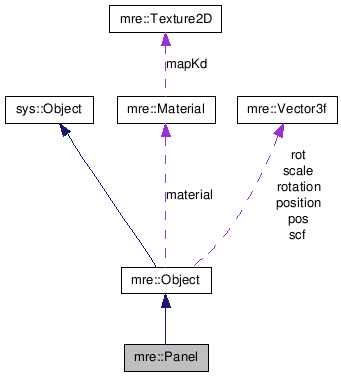 mre::Texture2D
mapKd
sys::Object
mre::Material
mre::Vector3f
rot
scale
rotation
position
pos
scf
material
mre::Object
mre::Panel